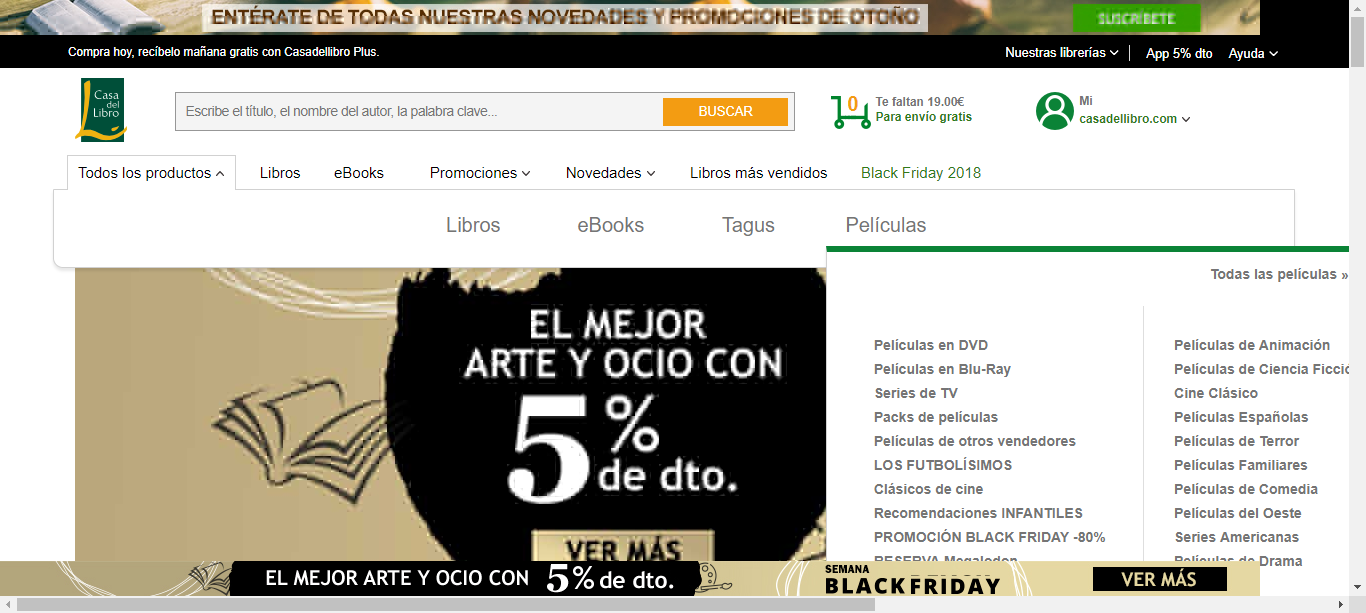 ENTÉRATE DE TODAS NUESTRAS NOVEDADES Y PROMOCIONES DE OTOÑO
SUSCRÍBETE
Compra hoy, recíbelo mañana gratis con Casadellibro Plus.
Nuestras librerías
App 5% dto
Ayuda
Casa
del
Libro
Escribe el título, el nombre del autor, la palabra clave...
BUSCAR
0
Te faltan 19.00€
Para envío gratis
Mi
casadellibro.com
Todos los productos
Libros
eBooks
Promociones
Novedades
Libros más vendidos
Black Friday 2018
Libros
eBooks
Tagus
Películas
Todas las películas »
EL MEJOR
ARTE Y OCIO CON
5%
de dto.
VER MÁS
Películas en DVD
Películas en Blu-Ray
Series de TV
Packs de películas
Películas de otros vendedores
LOS FUTBOLÍSIMOS
Clásicos de cine
Recomendaciones INFANTILES
PROMOCIÓN BLACK FRIDAY -80%
RESERVA Megalodon
Películas de Animación
Películas de Ciencia Ficció
Cine Clásico
Películas Españolas
Películas de Terror
Películas Familiares
Películas de Comedia
Películas del Oeste
Series Americanas
Películas de Drama
EL MEJOR ARTE Y OCIO CON 5% de dto.
SEMANA
BLACK FRIDAY
VER MÁS